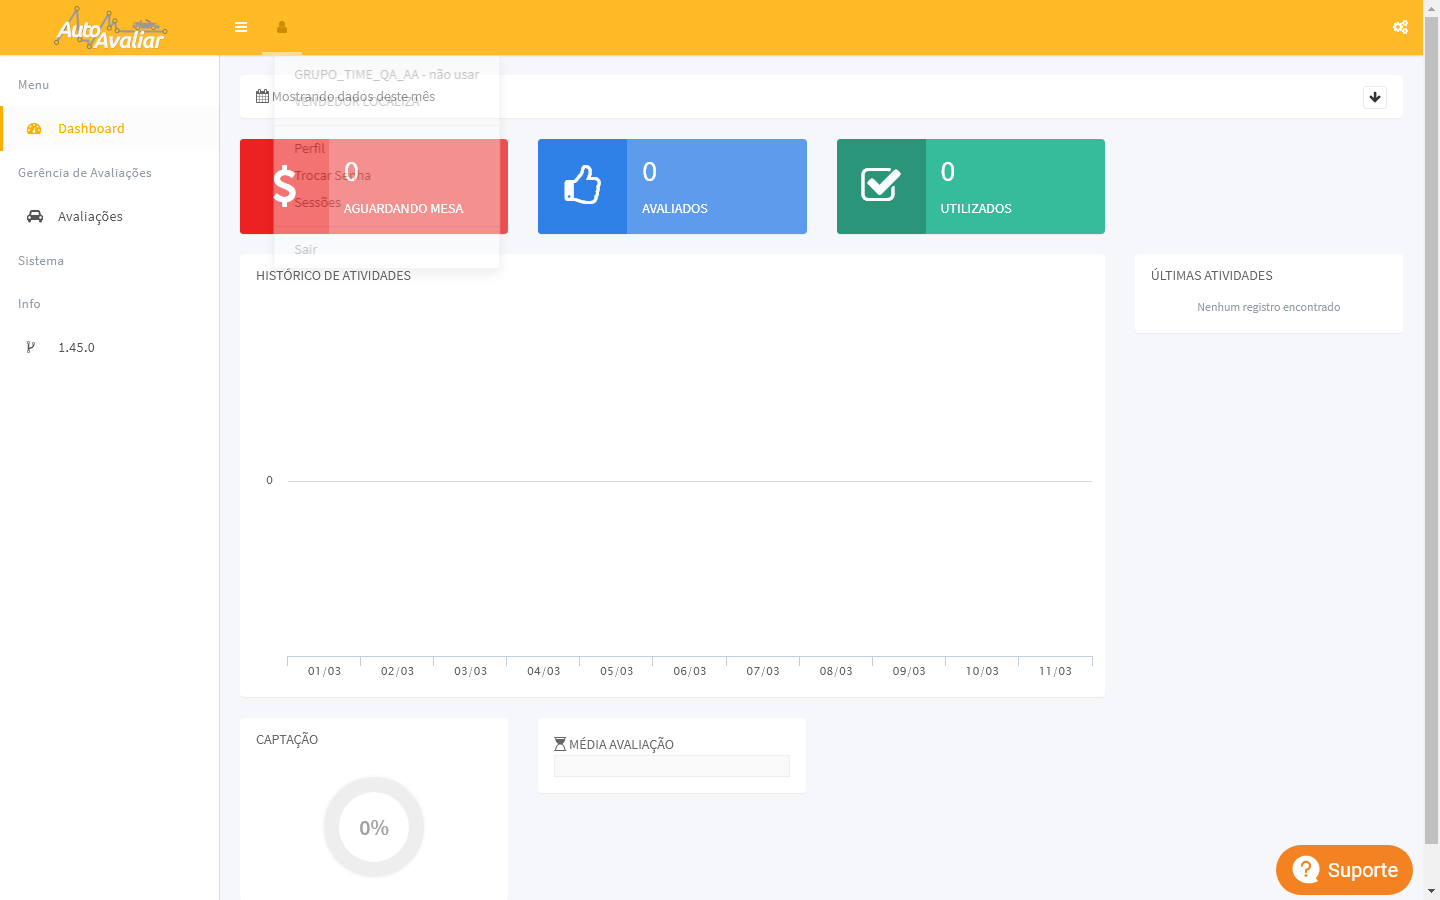 AutoAvaliar
Menu
Dashboard
Gerência de Avaliações
Avaliações
Sistema
Info
1.45.0
GRUPO_TIME_QA_AA - não usar
VENDEDOR LOCALIZA
Perfil
Trocar Senha
Sessões
Sair
Mostrando dados deste mês
0
AGUARDANDO MESA
0
AVALIADOS
0
UTILIZADOS
HISTÓRICO DE ATIVIDADES
0
01/03 02/03 03/03 04/03 05/03 06/03 07/03 08/03 09/03 10/03 11/03
ÚLTIMAS ATIVIDADES
Nenhum registro encontrado
CAPTAÇÃO
0%
MÉDIA AVALIAÇÃO
Suporte